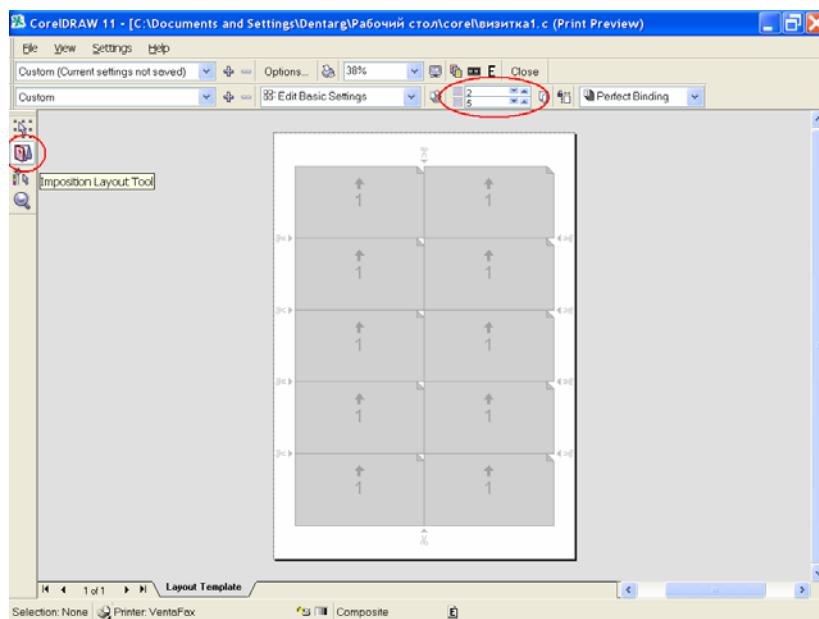 CorelDRAW 11 - [C:\Documents and Settings\Dentarg\Рабочий стол\corel\визитка1.c (Print Preview)
File View Settings Help
Custom (Current settings not saved) Options... 38% E Close
Custom Edit Basic Settings 2 Perfect Binding
5
Imposition Layout Tool
1 1
1 1
1 1
1 1
1 1
1 of 1 Layout Template
Selection: None Printer: VentaFax Composite E